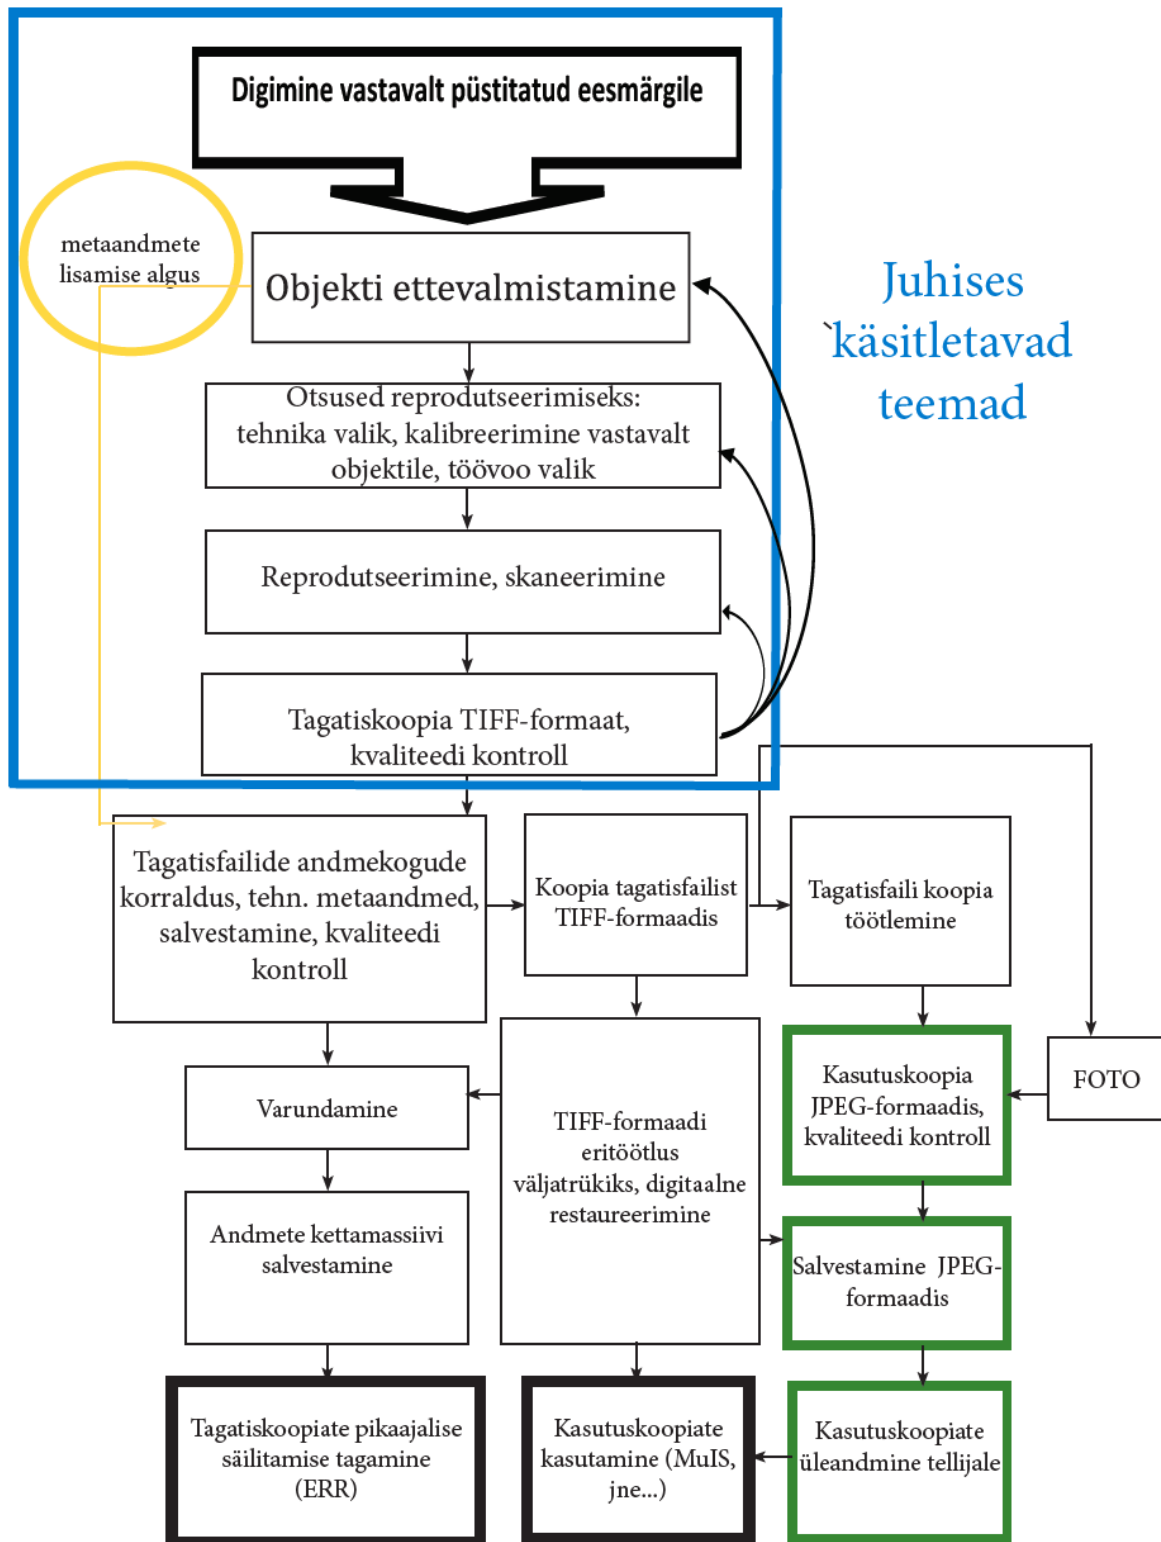 Digimine vastavalt püstitatud eesmärgile
metaandmete
lisamise algus
Objekti ettevalmistamine
Juhises
`käsitletavad
teemad
Otsused reprodutseerimiseks:
tehnika valik, kalibreerimine vastavalt
objektile, töövoo valik
Reprodutseerimine, skaneerimine
Tagatiskoopia TIFF-formaat,
kvaliteedi kontroll
Tagatisfailide andmekogude
korraldus, tehn. metaandmed,
salvestamine, kvaliteedi
kontroll
Koopia tagatisfailist
TIFF-formaadis
Tagatisfaili koopia
töötlemine
Varundamine
TIFF-formaadi
eritöötlus
väljatrükiks, digitaalne
restaureerimine
Kasutuskoopia
JPEG-formaadis,
kvaliteedi kontroll
FOTO
Andmete kettamassiivi
salvestamine
Salvestamine JPEG-
formaadis
Tagatiskoopiate pikaajalise
säilitamise tagamine
(ERR)
Kasutuskoopiate
kasutamine (MuIS,
jne...)
Kasutuskoopiate
üleandmine tellijale